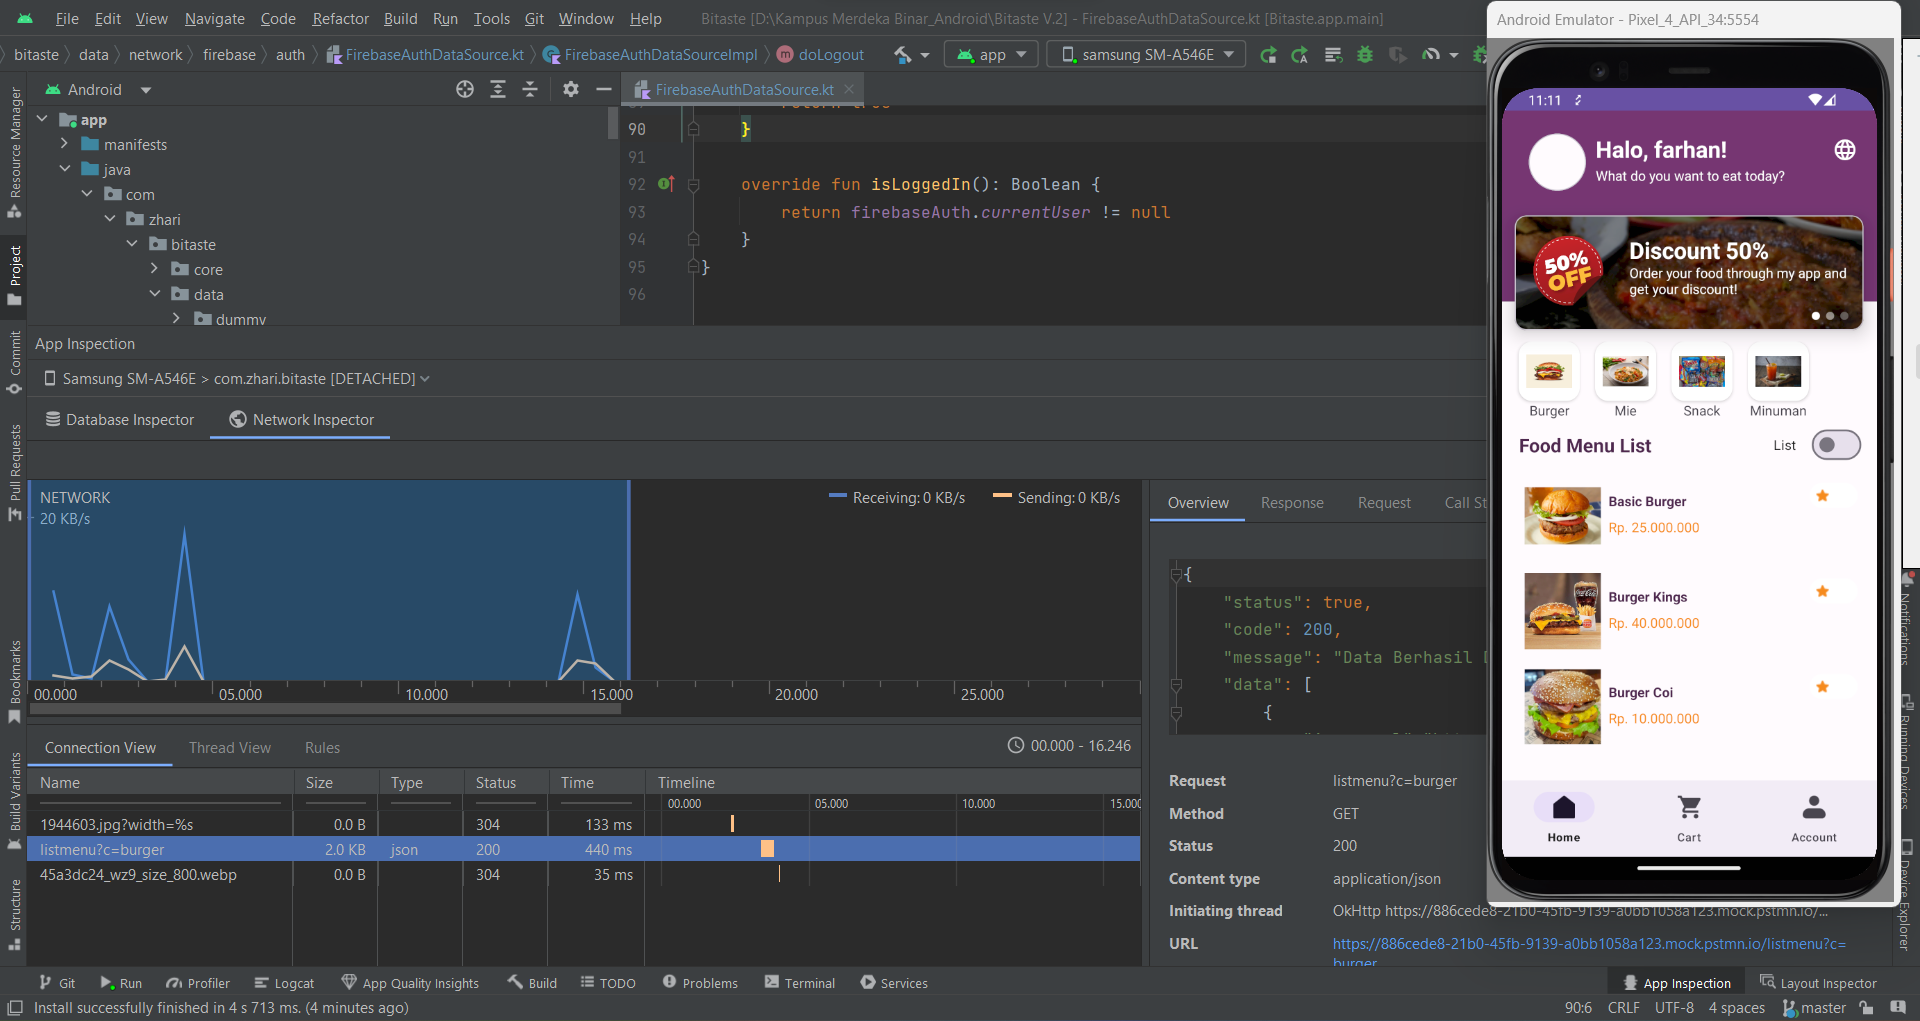 File Edit View Navigate Code Refactor Build Run Tools Git Window Help Bitaste [D:\Kampus Merdeka Binar_Android\Bitaste V.2] - FirebaseAuthDataSource.kt [Bitaste.app.main]
bitaste data network firebase auth FirebaseAuthDataSource.kt FirebaseAuthDataSourceImpl doLogout app samsung SM-A546E
Android
FirebaseAuthDataSource.kt
Resource Manager
Project
Commit
Pull Requests
Bookmarks
Build Variants
Structure
app
manifests
java
com
zhari
bitaste
core
data
dummy
return true
90 }
91
92 override fun isLoggedIn(): Boolean {
93 return firebaseAuth.currentUser != null
94 }
95 }
96
App Inspection
Samsung SM-A546E > com.zhari.bitaste [DETACHED]
Database Inspector Network Inspector
NETWORK
20 KB/s
Receiving: 0 KB/s Sending: 0 KB/s
00.000 05.000 10.000 15.000 20.000 25.000
Connection View Thread View Rules 00.000 - 16.246
Name Size Type Status Time Timeline
00.000 05.000 10.000 15.000
1944603.jpg?width=%s 0.0 B 304 133 ms
listmenu?c=burger 2.0 KB json 200 440 ms
45a3dc24_wz9_size_800.webp 0.0 B 304 35 ms
Overview Response Request Call St
{
"status": true,
"code": 200,
"message": "Data Berhasil
"data": [
{
Request listmenu?c=burger
Method GET
Status 200
Content type application/json
Initiating thread OkHttp https://886cede8-21b0-45fb-9139-a0bb1058a123.mock.pstmn.io/...
URL https://886cede8-21b0-45fb-9139-a0bb1058a123.mock.pstmn.io/listmenu?c=
burger
Android Emulator - Pixel_4_API_34:5554
11:11
Halo, farhan!
What do you want to eat today?
50%
OFF
Discount 50%
Order your food through my app and
get your discount!
Burger Mie Snack Minuman
Food Menu List List
Basic Burger
Rp. 25.000.000
Burger Kings
Rp. 40.000.000
Burger Coi
Rp. 10.000.000
Home Cart Account
Notifications
Running Devices
Device Explorer
Git Run Profiler Logcat App Quality Insights Build TODO Problems Terminal Services App Inspection Layout Inspector
Install successfully finished in 4 s 713 ms. (4 minutes ago) 90:6 CRLF UTF-8 4 spaces master